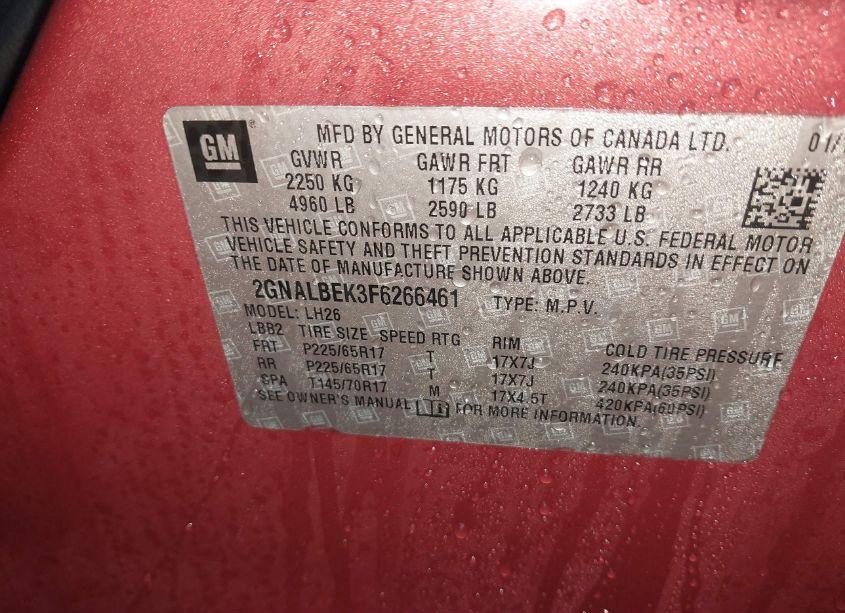 GM
MFD BY GENERAL MOTORS OF CANADA LTD. 01/
GVWR GAWR FRT GAWR RR
2250 KG 1175 KG 1240 KG
4960 LB 2590 LB 2733 LB
THIS VEHICLE CONFORMS TO ALL APPLICABLE U.S. FEDERAL MOTOR
VEHICLE SAFETY AND THEFT PREVENTION STANDARDS IN EFFECT ON
THE DATE OF MANUFACTURE SHOWN ABOVE.
2GNALBEK3F6266461 TYPE: M.P.V.
MODEL: LH26
LBB2 TIRE SIZE SPEED RTG RIM COLD TIRE PRESSURE
FRT P225/65R17 T 17X7J 240KPA(35PSI)
RR P225/65R17 T 17X7J 240KPA(35PSI)
SPA T145/70R17 M 17X4.5T 420KPA(60PSI)
SEE OWNER'S MANUAL FOR MORE INFORMATION.